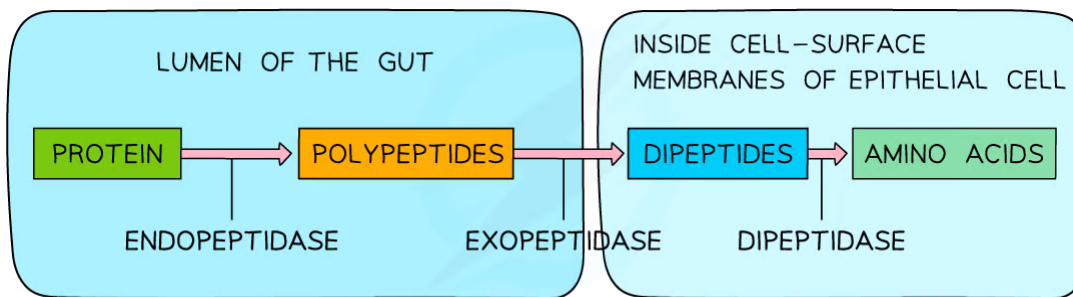 LUMEN OF THE GUT
INSIDE CELL-SURFACE
MEMBRANES OF EPITHELIAL CELL
PROTEIN
POLYPEPTIDES
DIPEPTIDES
AMINO ACIDS
ENDOPEPTIDASE
EXOPEPTIDASE
DIPEPTIDASE